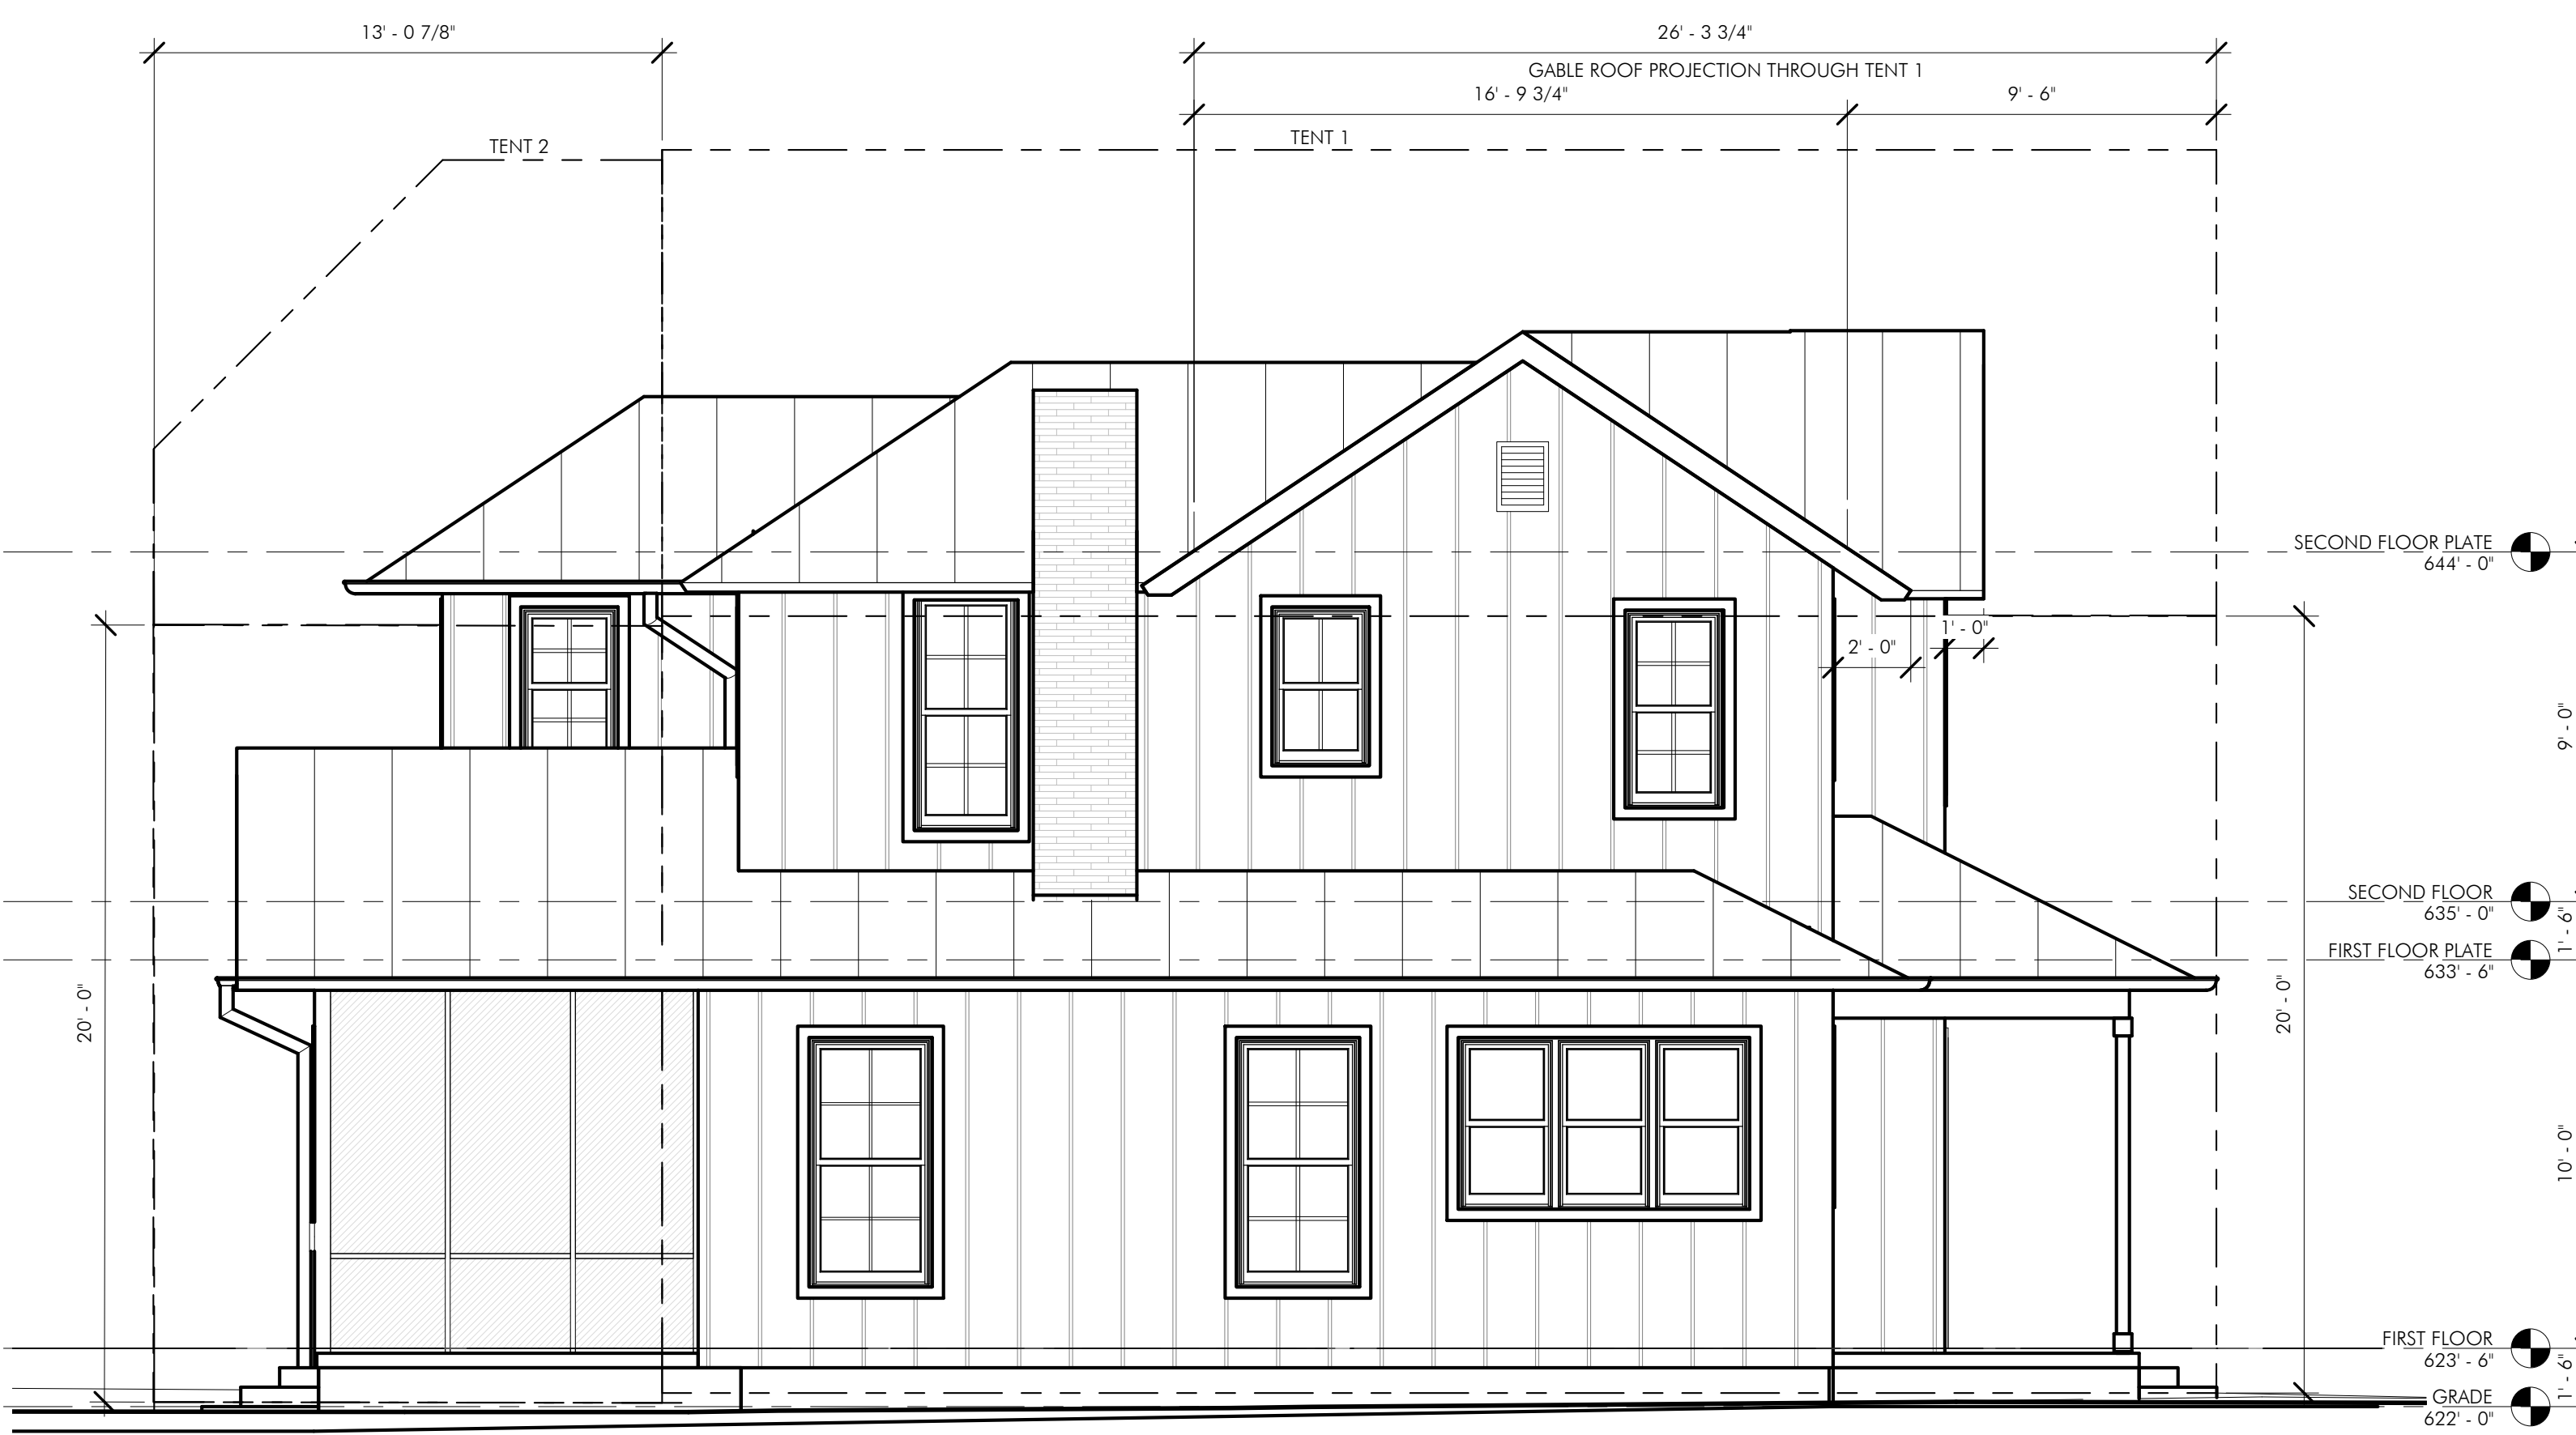 13' - 0 7/8"
26' - 3 3/4"
GABLE ROOF PROJECTION THROUGH TENT 1
16' - 9 3/4"
9' - 6"
TENT 2
TENT 1
SECOND FLOOR PLATE
644' - 0"
1' - 0"
2' - 0"
9' - 0"
SECOND FLOOR
635' - 0"
1' - 6"
FIRST FLOOR PLATE
633' - 6"
20' - 0"
20' - 0"
10' - 0"
FIRST FLOOR
623' - 6"
1' - 6"
GRADE
622' - 0"